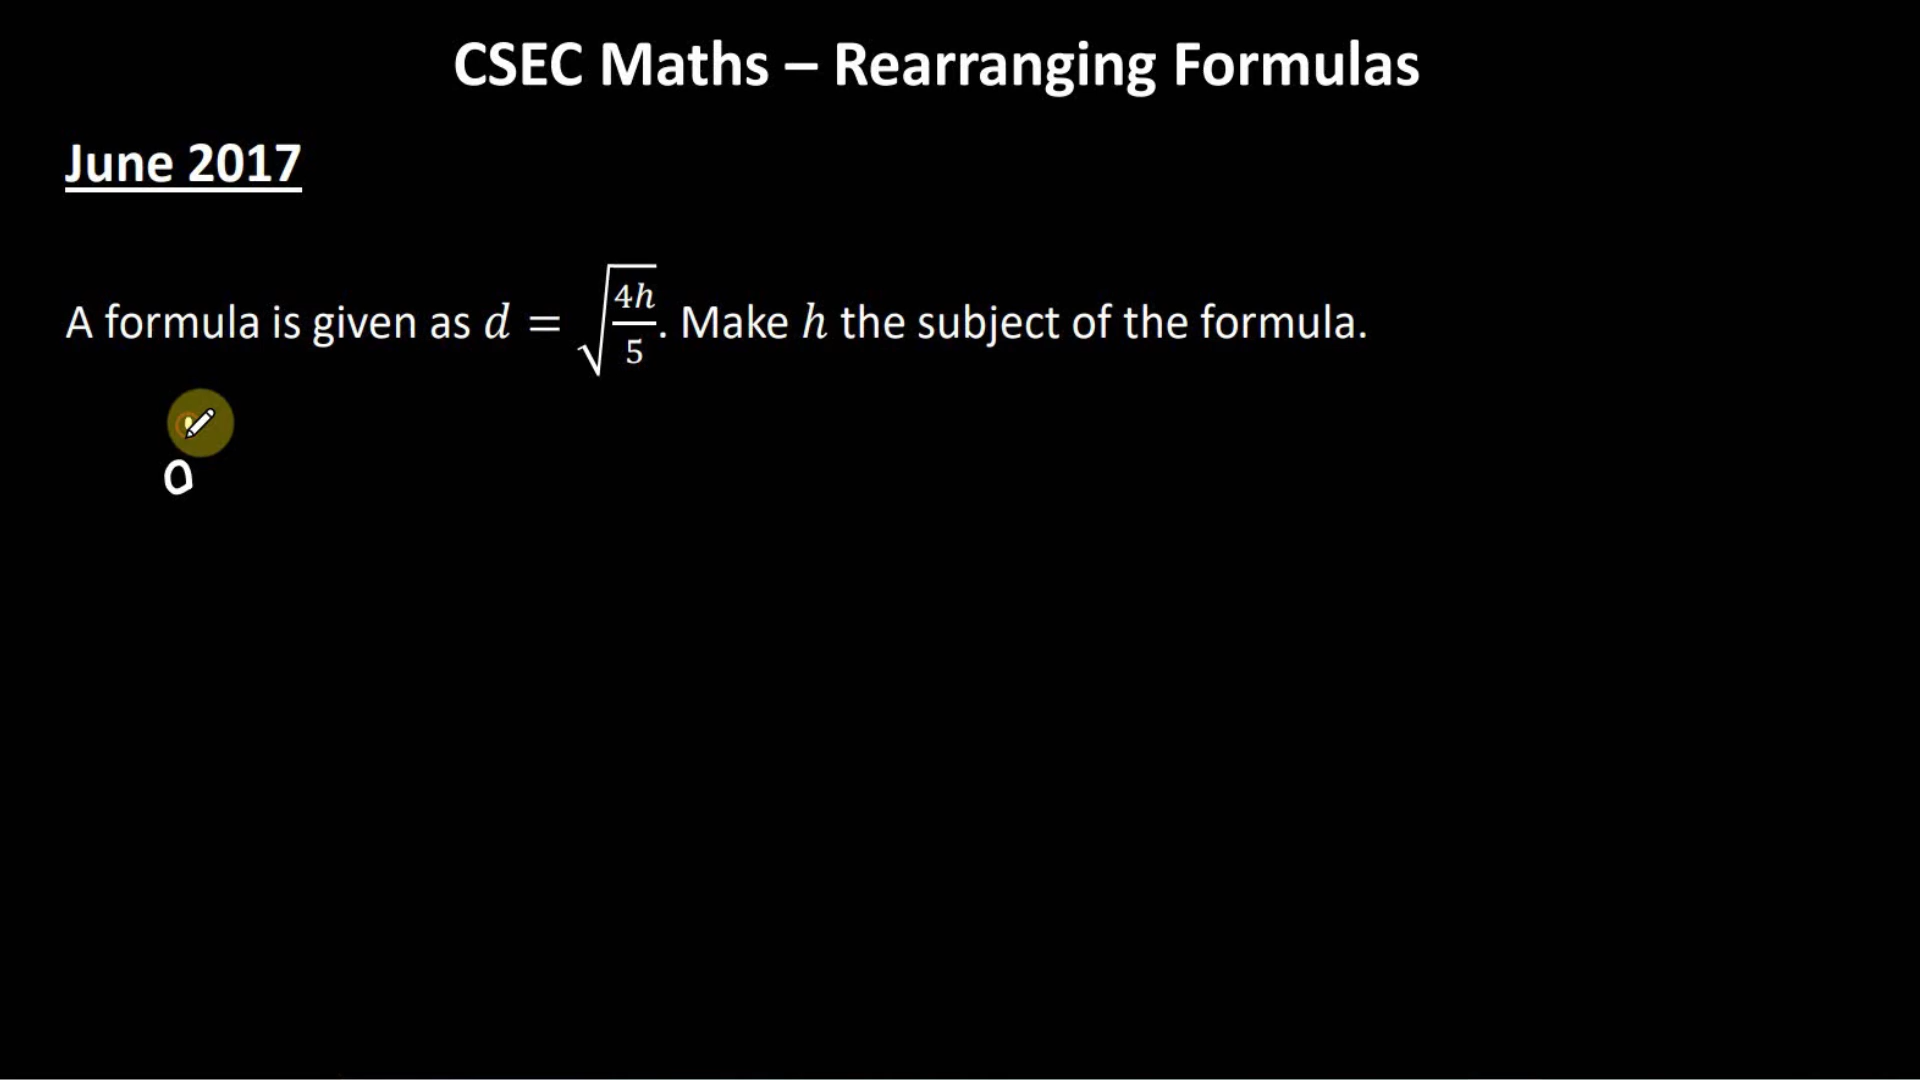 CSEC Maths – Rearranging Formulas
June 2017
A formula is given as d = √(4h/5). Make h the subject of the formula.